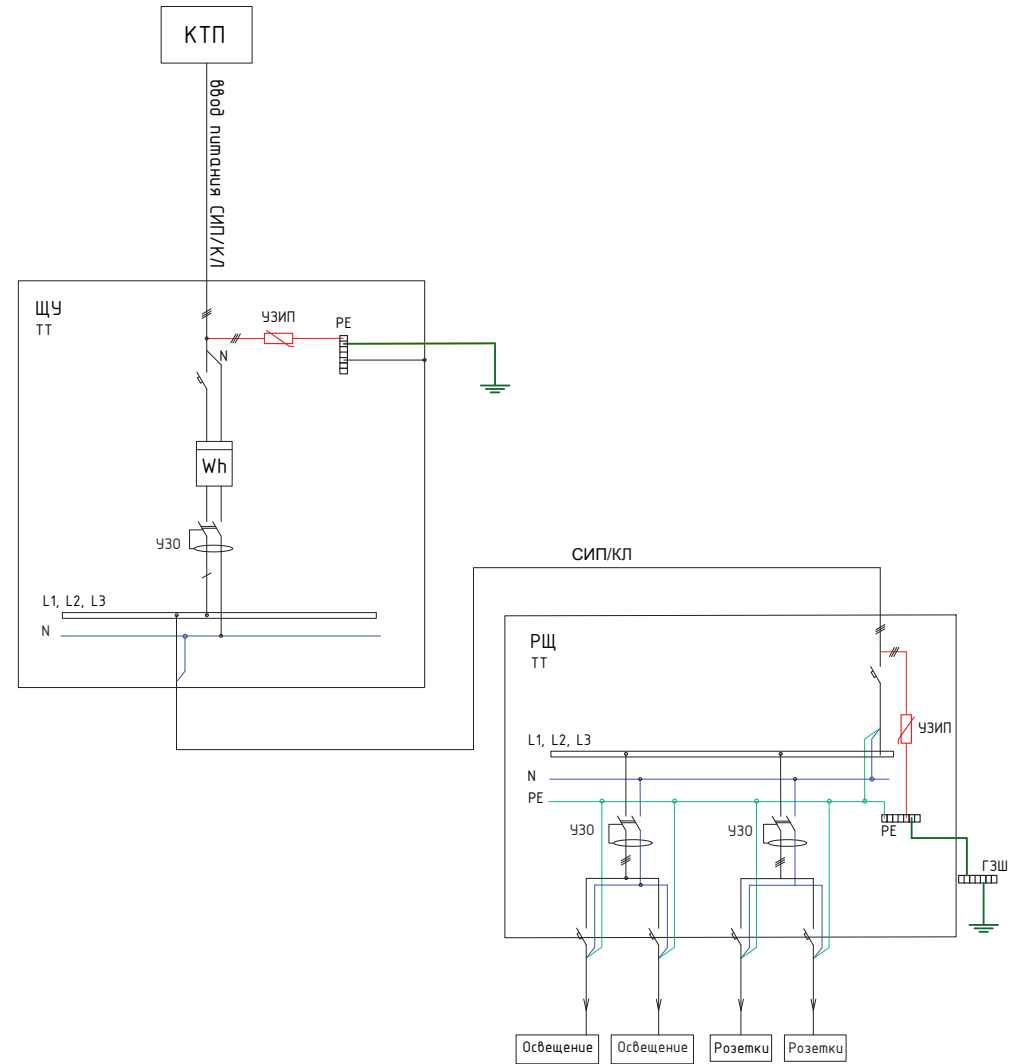 КТП
ввод питания СИП/КЛ
ЩУ
ТТ
УЗИП
PE
N
Wh
УЗО
L1, L2, L3
N
СИП/КЛ
РЩ
ТТ
УЗИП
L1, L2, L3
N
PE
УЗО
УЗО
PE
ГЗШ
Освещение
Освещение
Розетки
Розетки